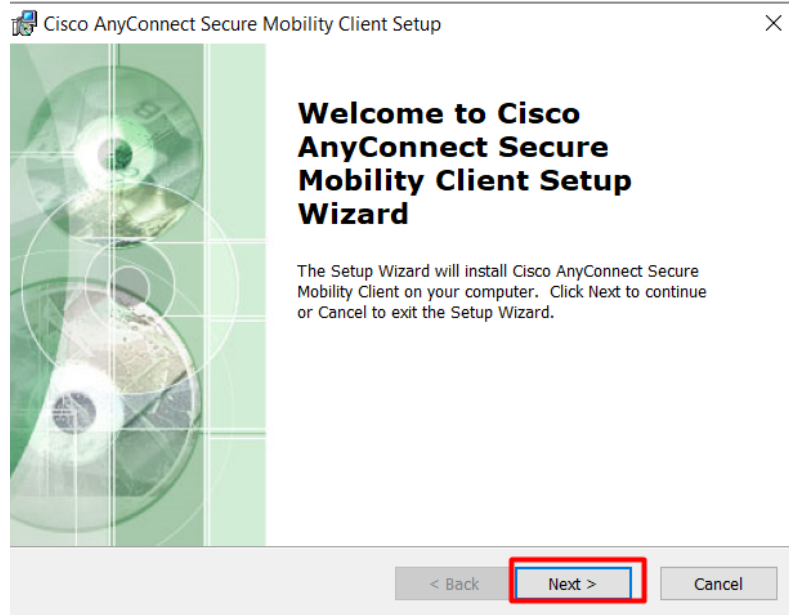 Cisco AnyConnect Secure Mobility Client Setup
Welcome to Cisco
AnyConnect Secure
Mobility Client Setup
Wizard
The Setup Wizard will install Cisco AnyConnect Secure
Mobility Client on your computer. Click Next to continue
or Cancel to exit the Setup Wizard.
< Back
Next >
Cancel